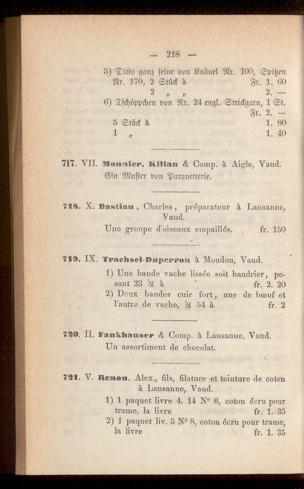 — 218 —
5) Ditto ganz feine von Knäuel Nr. 100, Spitzen
Nr. 170, 2 Stück à Fr. 1. 60
2 „ „ 2. —
6) Tschöppchen von Nr. 24 engl. Strickgarn, 1 St.
Fr. 2. —
5 Stück à 1. 80
1 „ 1. 40
717. VII. Monnier, Kilian & Comp. à Aigle, Vaud.
Ein Muster von Parquetterie.
718. X. Bastian, Charles, préparateur à Lausanne,
Vaud.
Une groupe d'oiseaux empaillés. fr. 150
719. IX. Trachsel-Duperron à Moudon, Vaud.
1) Une bande vache lissée soit baudrier, pe-
sant 23 ℔ à fr. 2. 20
2) Deux bandes cuir fort, une de bœuf et
l'autre de vache, ℔ 54 à fr. 2
720. II. Fankhauser & Comp. à Lausanne, Vaud.
Un assortiment de chocolat.
721. V. Renou, Alex., fils, filature et teinture de coton
à Lausanne, Vaud.
1) 1 paquet livre 4. 14 Nº 6, coton écru pour
trame, la livre fr. 1. 35
2) 1 paquet liv. 5 Nº 8, coton écru pour trame,
la livre fr. 1. 35